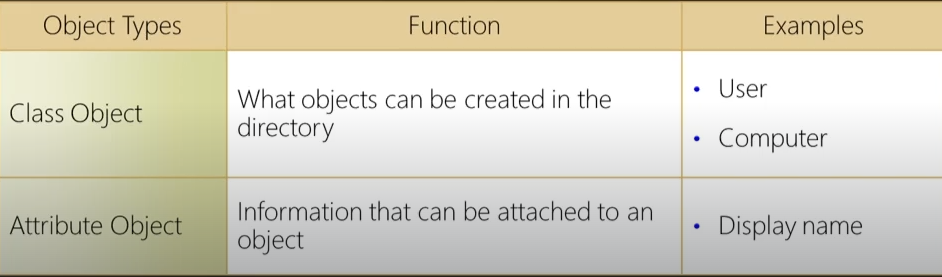 Object Types
Function
Examples
Class Object
What objects can be created in the
directory
• User
• Computer
Attribute Object
Information that can be attached to an
object
• Display name